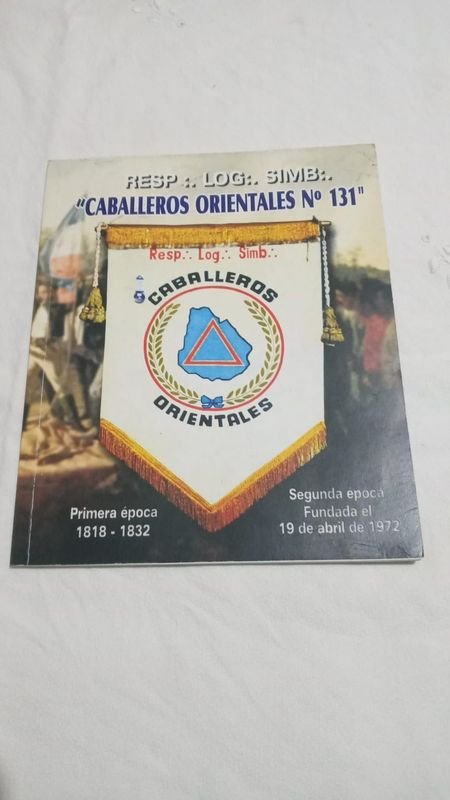 RESP :. LOG:. SIMB:.
"CABALLEROS ORIENTALES Nº 131"
Resp.·. Log.·. Simb.·.
CABALLEROS
ORIENTALES
Primera época
1818 - 1832
Segunda época
Fundada el
19 de abril de 1972